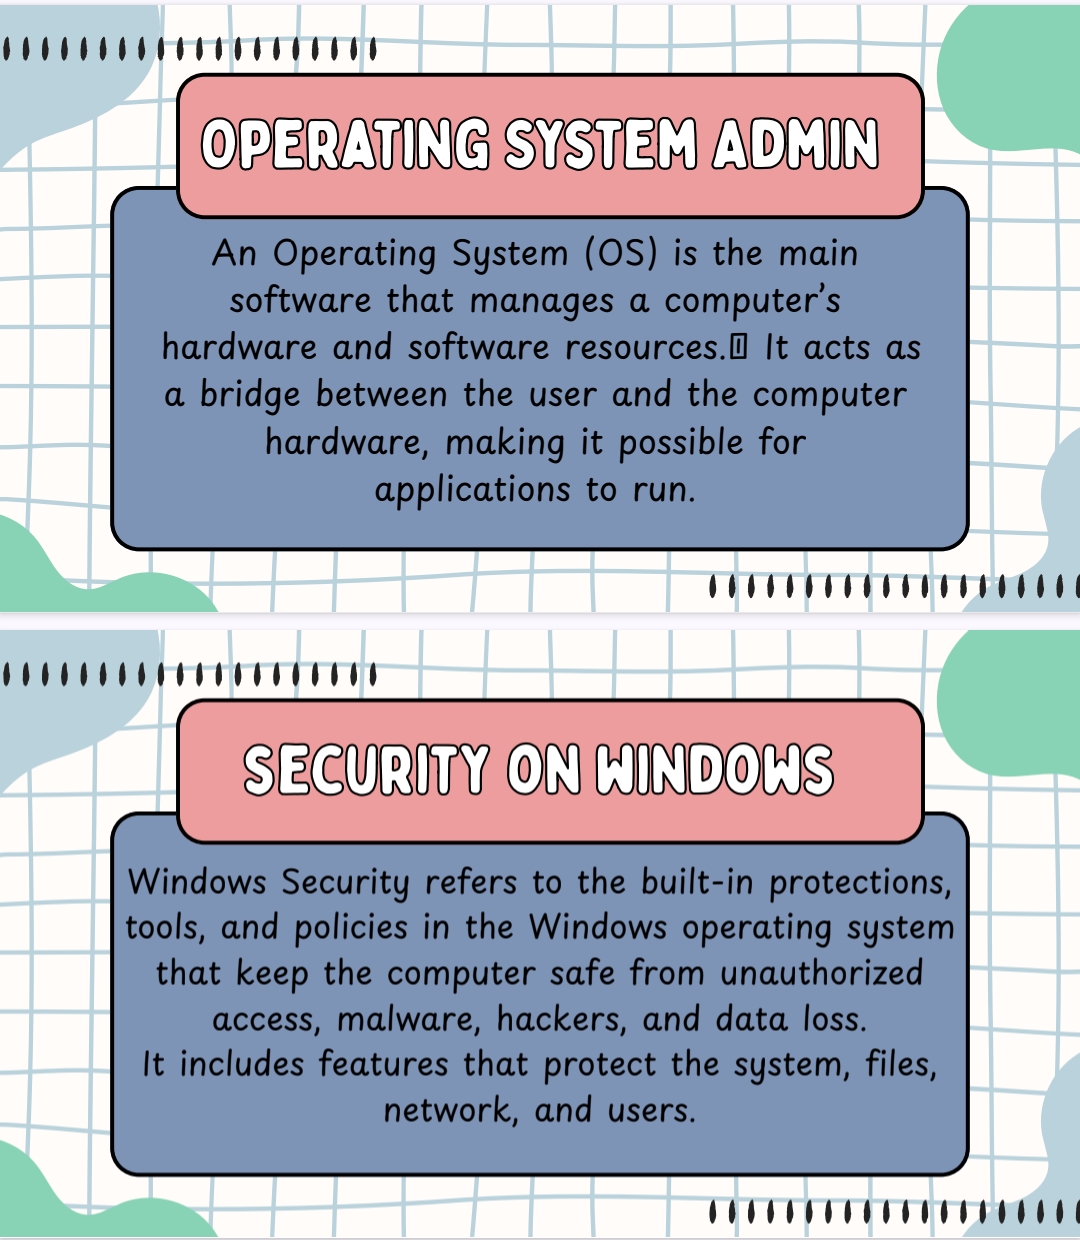 OPERATING SYSTEM ADMIN
An Operating System (OS) is the main
software that manages a computer’s
hardware and software resources. It acts as
a bridge between the user and the computer
hardware, making it possible for
applications to run.
SECURITY ON WINDOWS
Windows Security refers to the built-in protections,
tools, and policies in the Windows operating system
that keep the computer safe from unauthorized
access, malware, hackers, and data loss.
It includes features that protect the system, files,
network, and users.